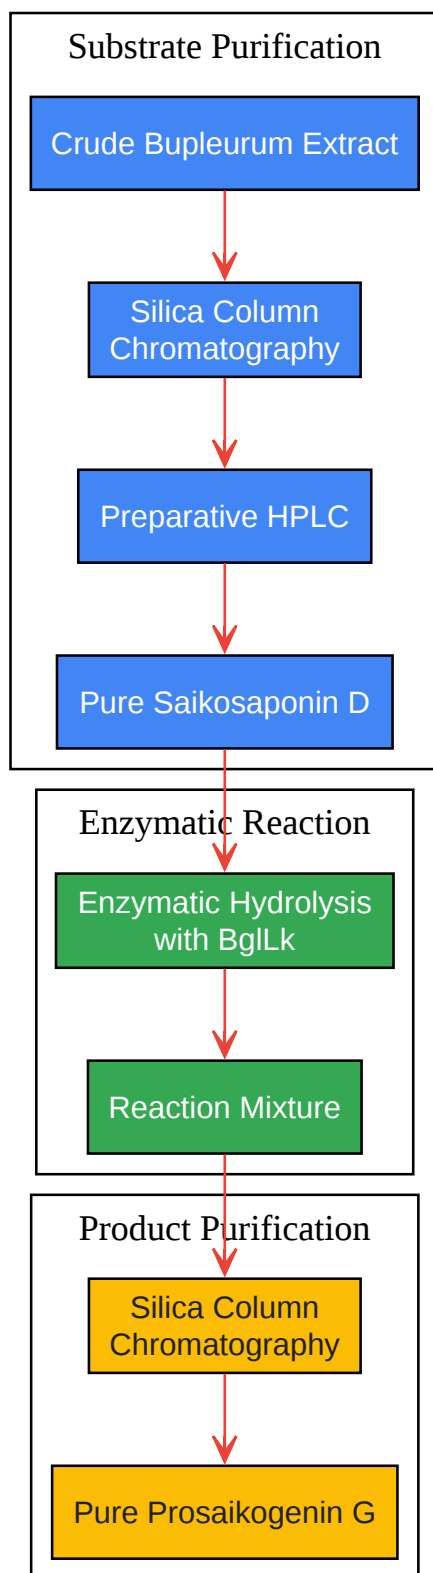 Substrate Purification
Crude Bupleurum Extract
Silica Column
Chromatography
Preparative HPLC
Pure Saikosaponin D
Enzymatic Reaction
Enzymatic Hydrolysis
with BglLk
Reaction Mixture
Product Purification
Silica Column
Chromatography
Pure Prosaikogenin G